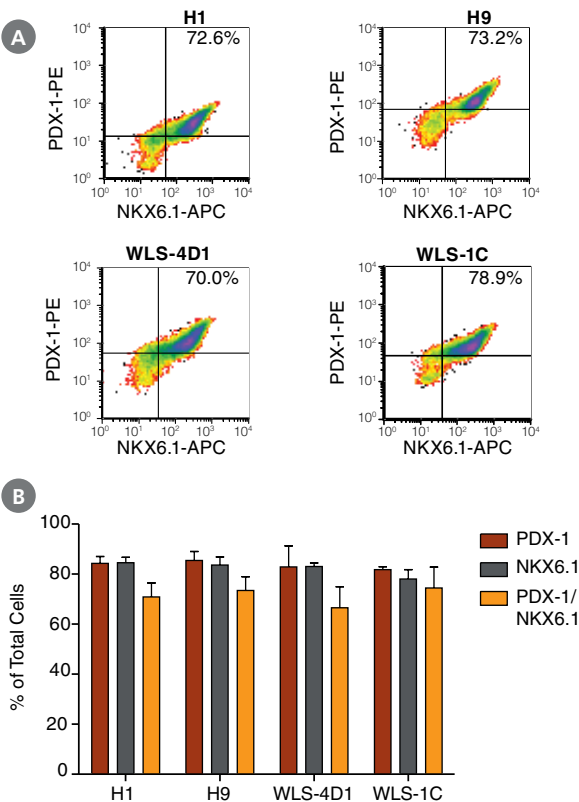 A
H1
72.6%
PDX-1-PE
10⁴
10³
10²
10¹
10⁰
10⁰ 10¹ 10² 10³ 10⁴
NKX6.1-APC
H9
73.2%
PDX-1-PE
10⁴
10³
10²
10¹
10⁰
10⁰ 10¹ 10² 10³ 10⁴
NKX6.1-APC
WLS-4D1
70.0%
PDX-1-PE
10⁴
10³
10²
10¹
10⁰
10⁰ 10¹ 10² 10³ 10⁴
NKX6.1-APC
WLS-1C
78.9%
PDX-1-PE
10⁴
10³
10²
10¹
10⁰
10⁰ 10¹ 10² 10³ 10⁴
NKX6.1-APC
B
% of Total Cells
100
80
60
40
20
0
H1 H9 WLS-4D1 WLS-1C
PDX-1
NKX6.1
PDX-1/
NKX6.1